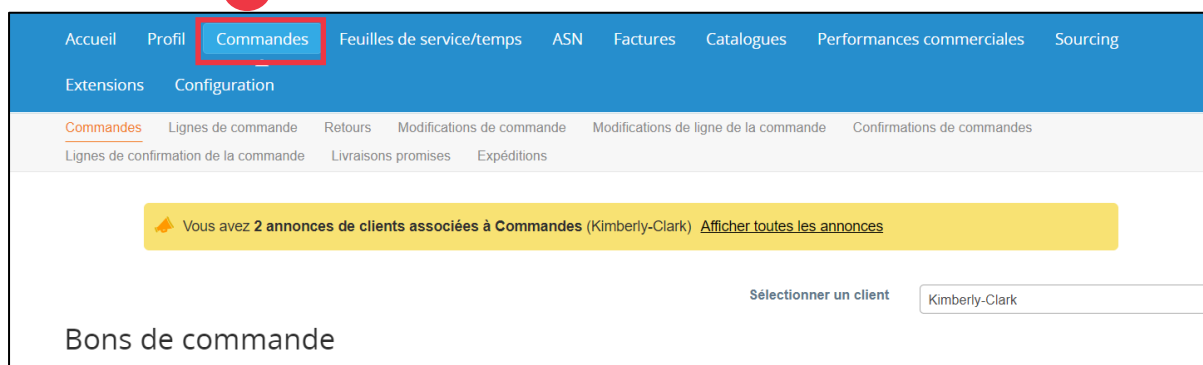 Accueil Profil Commandes Feuilles de service/temps ASN Factures Catalogues Performances commerciales Sourcing
Extensions Configuration
Commandes Lignes de commande Retours Modifications de commande Modifications de ligne de la commande Confirmations de commandes
Lignes de confirmation de la commande Livraisons promises Expéditions
Vous avez 2 annonces de clients associées à Commandes (Kimberly-Clark) Afficher toutes les annonces
Sélectionner un client Kimberly-Clark
Bons de commande